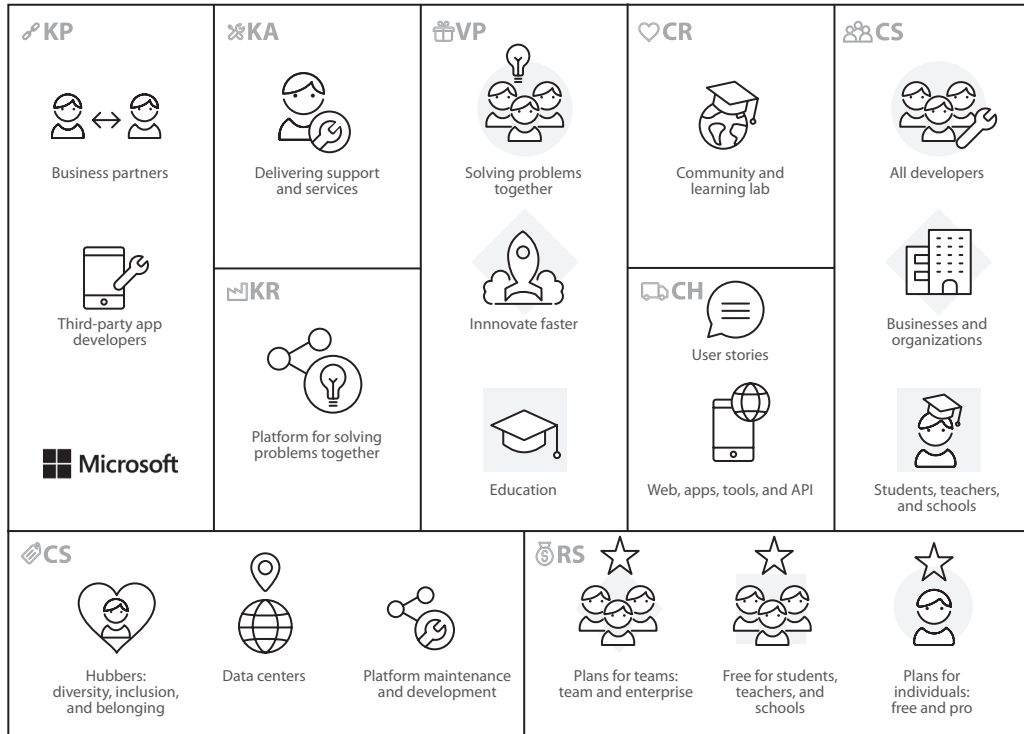 KP
Business partners
Third-party app
developers
Microsoft
KA
Delivering support
and services
KR
Platform for solving
problems together
VP
Solving problems
together
Innnovate faster
Education
CR
Community and
learning lab
CH
User stories
Web, apps, tools, and API
CS
All developers
Businesses and
organizations
Students, teachers,
and schools
CS
Hubbers:
diversity, inclusion,
and belonging
Data centers
Platform maintenance
and development
RS
Plans for teams:
team and enterprise
Free for students,
teachers, and
schools
Plans for
individuals:
free and pro